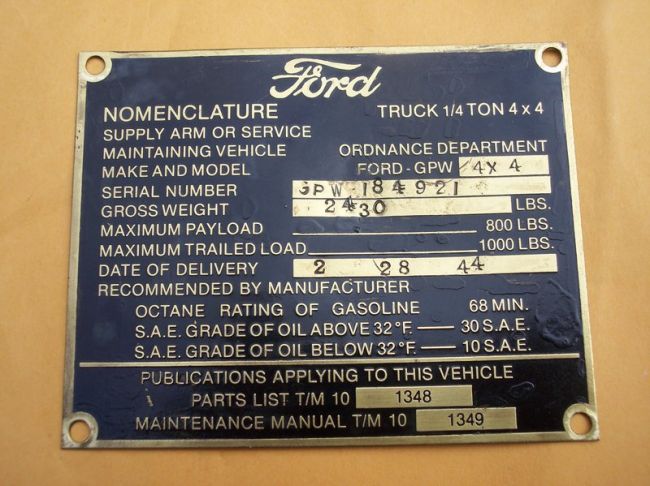 Ford
NOMENCLATURE TRUCK 1/4 TON 4 x 4
SUPPLY ARM OR SERVICE
MAINTAINING VEHICLE ORDNANCE DEPARTMENT
MAKE AND MODEL FORD-GPW 4X 4
SERIAL NUMBER GPW-184921
GROSS WEIGHT 2430 LBS.
MAXIMUM PAYLOAD 800 LBS.
MAXIMUM TRAILED LOAD 1000 LBS.
DATE OF DELIVERY 2 28 44
RECOMMENDED BY MANUFACTURER
OCTANE RATING OF GASOLINE 68 MIN.
S.A.E. GRADE OF OIL ABOVE 32°F. — 30 S.A.E.
S.A.E. GRADE OF OIL BELOW 32°F. — 10 S.A.E.
PUBLICATIONS APPLYING TO THIS VEHICLE
PARTS LIST T/M 10 1348
MAINTENANCE MANUAL T/M 10 1349